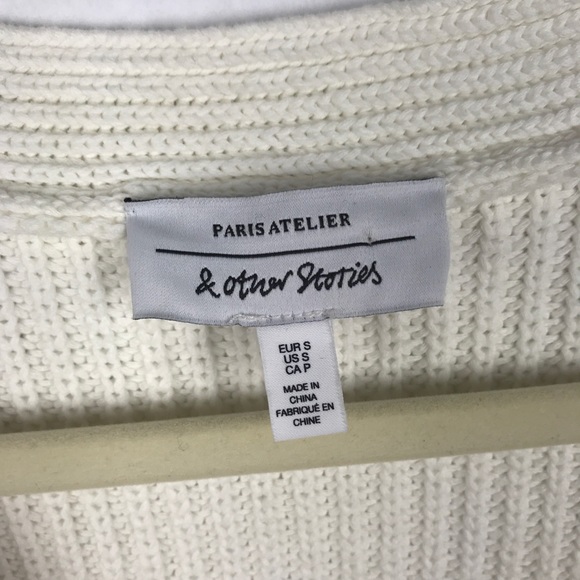 PARIS ATELIER
& other Stories
EUR S
US S
CA P
MADE IN
CHINA
FABRIQUÉ EN
CHINE